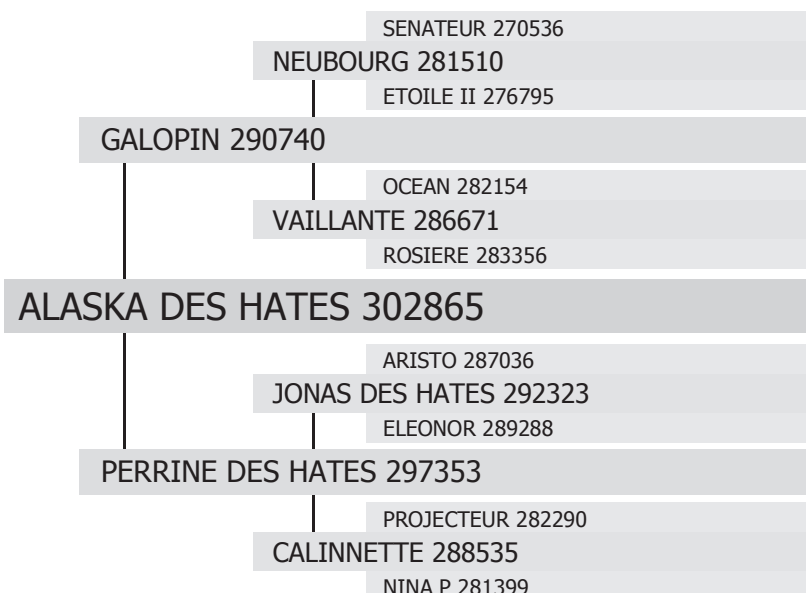 SENATEUR 270536
NEUBOURG 281510
ETOILE II 276795
GALOPIN 290740
OCEAN 282154
VAILLANTE 286671
ROSIERE 283356
ALASKA DES HATES 302865
ARISTO 287036
JONAS DES HATES 292323
ELEONOR 289288
PERRINE DES HATES 297353
PROJECTEUR 282290
CALINNETTE 288535
NINA P 281399